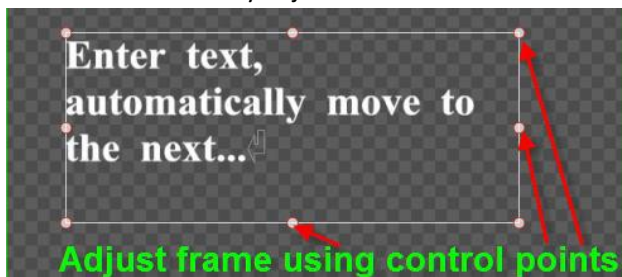 Enter text,
automatically move to
the next...
Adjust frame using control points